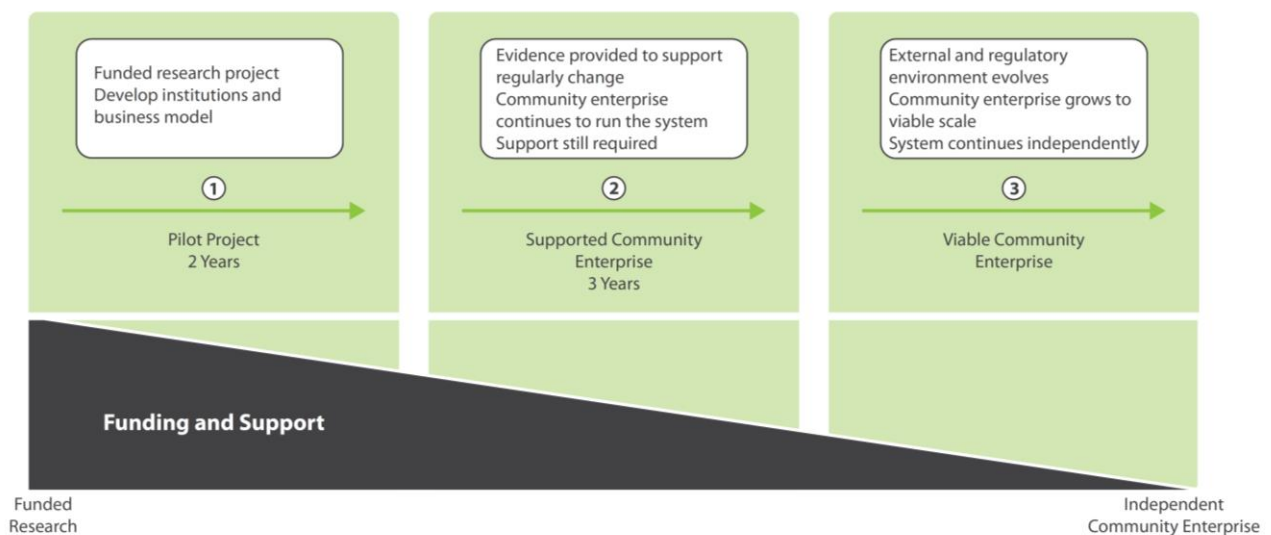 Funded research project
Develop institutions and
business model
1
Pilot Project
2 Years
Evidence provided to support
regularly change
Community enterprise
continues to run the system
Support still required
2
Supported Community
Enterprise
3 Years
External and regulatory
environment evolves
Community enterprise grows to
viable scale
System continues independently
3
Viable Community
Enterprise
Funding and Support
Funded
Research
Independent
Community Enterprise